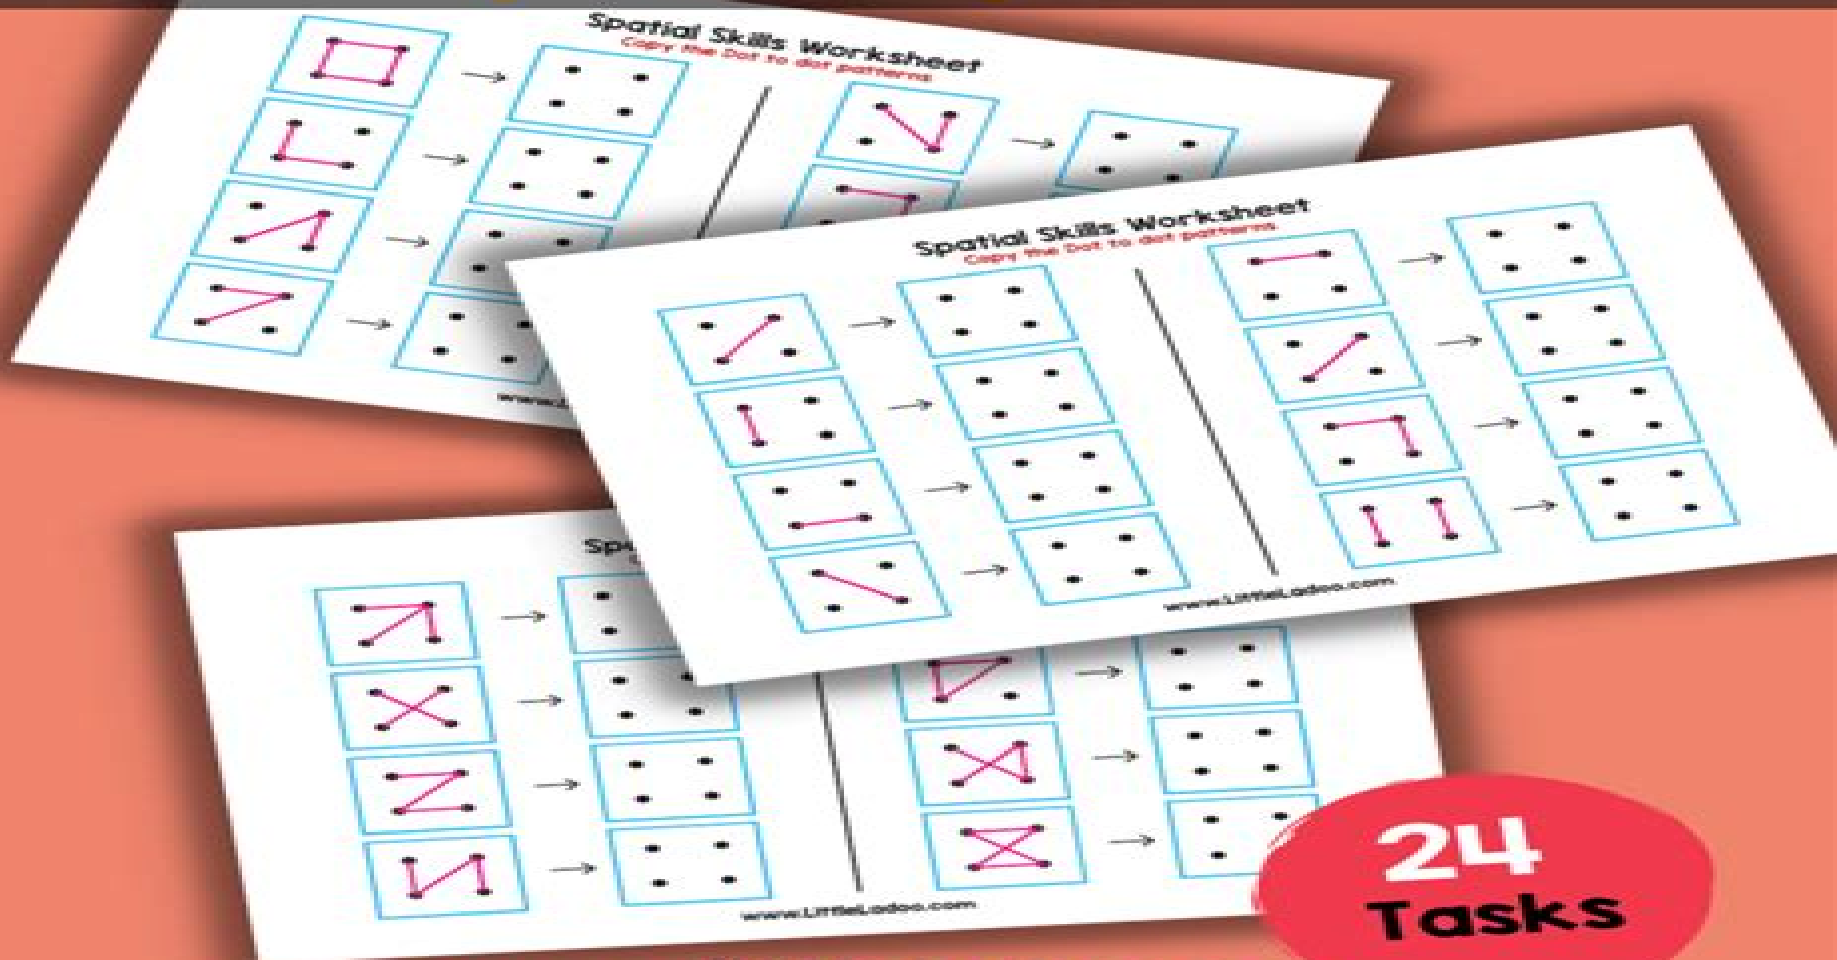 Spatial Skills Worksheet
Copy the Dot to dot patterns
Spatial Skills Worksheet
Copy the Dot to dot patterns
www.LittleLadoo.com
www.LittleLadoo.com
24
Tasks